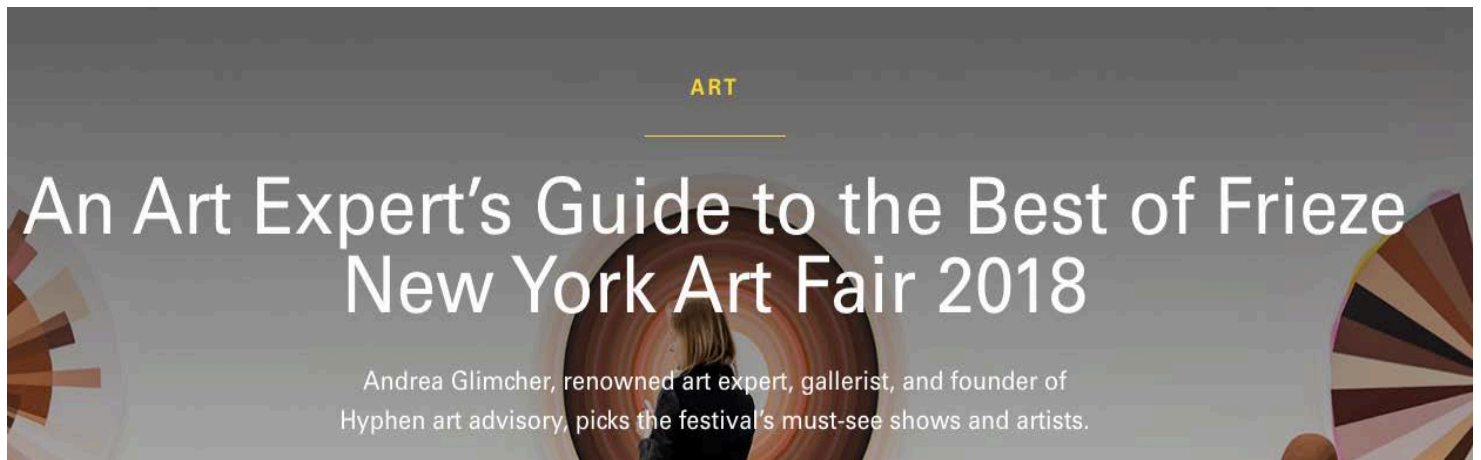 ART
An Art Expert’s Guide to the Best of Frieze
New York Art Fair 2018
Andrea Glimcher, renowned art expert, gallerist, and founder of
Hyphen art advisory, picks the festival’s must-see shows and artists.